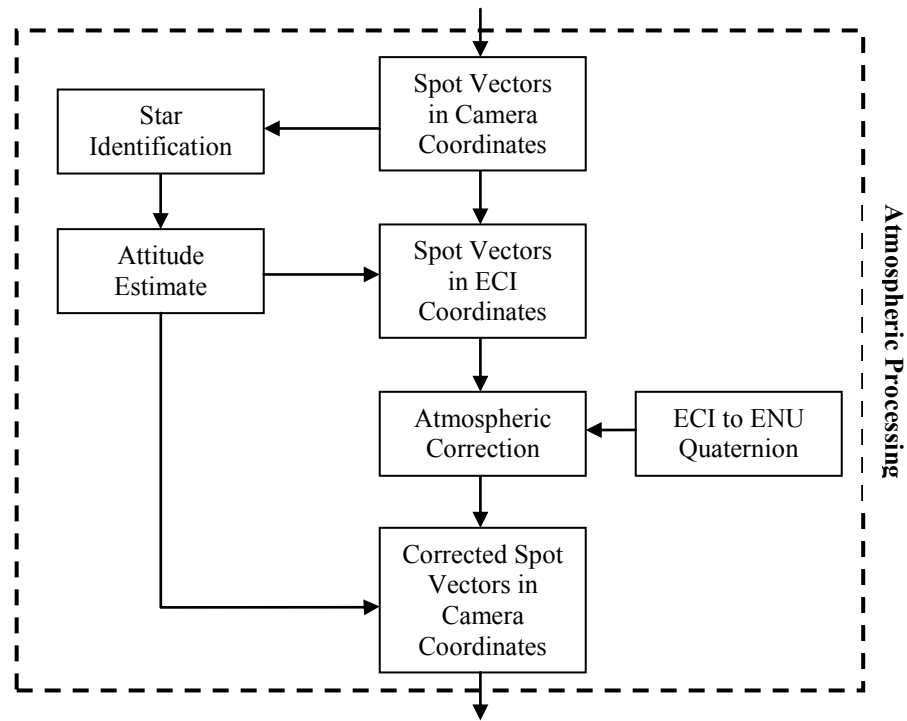 Spot Vectors
in Camera
Coordinates
Star
Identification
Attitude
Estimate
Spot Vectors
in ECI
Coordinates
Atmospheric
Correction
ECI to ENU
Quaternion
Corrected Spot
Vectors in
Camera
Coordinates
Atmospheric Processing